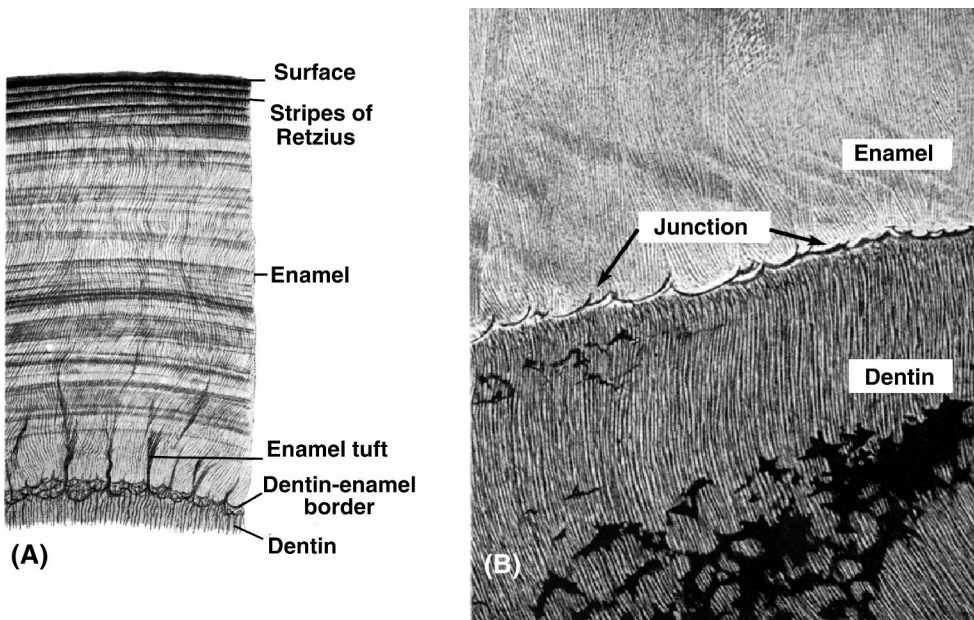 Surface
Stripes of
Retzius
Enamel
Enamel tuft
Dentin-enamel
border
Dentin
(A)
Enamel
Junction
Dentin
(B)